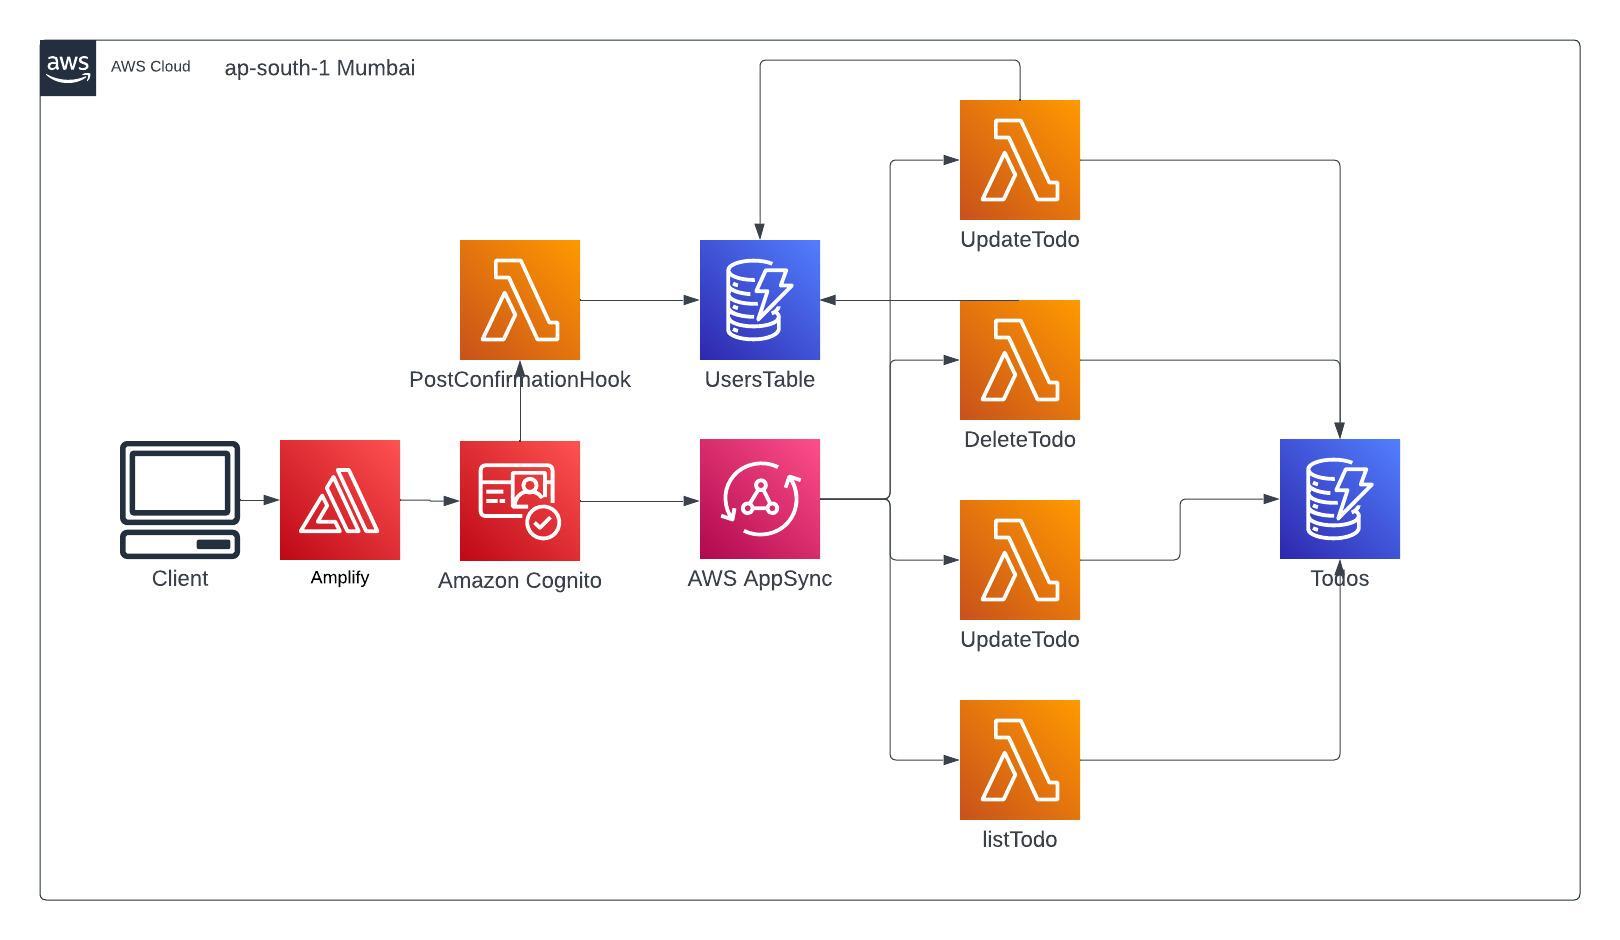 aws
AWS Cloud
ap-south-1 Mumbai
UpdateTodo
PostConfirmationHook
UsersTable
DeleteTodo
Client
Amplify
Amazon Cognito
AWS AppSync
Todos
UpdateTodo
listTodo